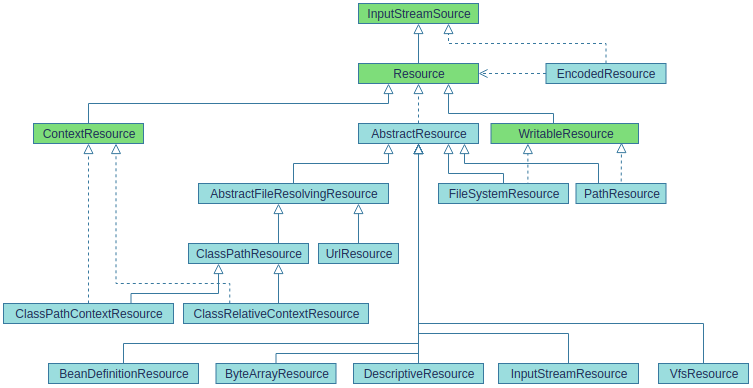 InputStreamSource
Resource
EncodedResource
ContextResource
AbstractResource
WritableResource
AbstractFileResolvingResource
FileSystemResource
PathResource
ClassPathResource
UrlResource
ClassPathContextResource
ClassRelativeContextResource
BeanDefinitionResource
ByteArrayResource
DescriptiveResource
InputStreamResource
VfsResource